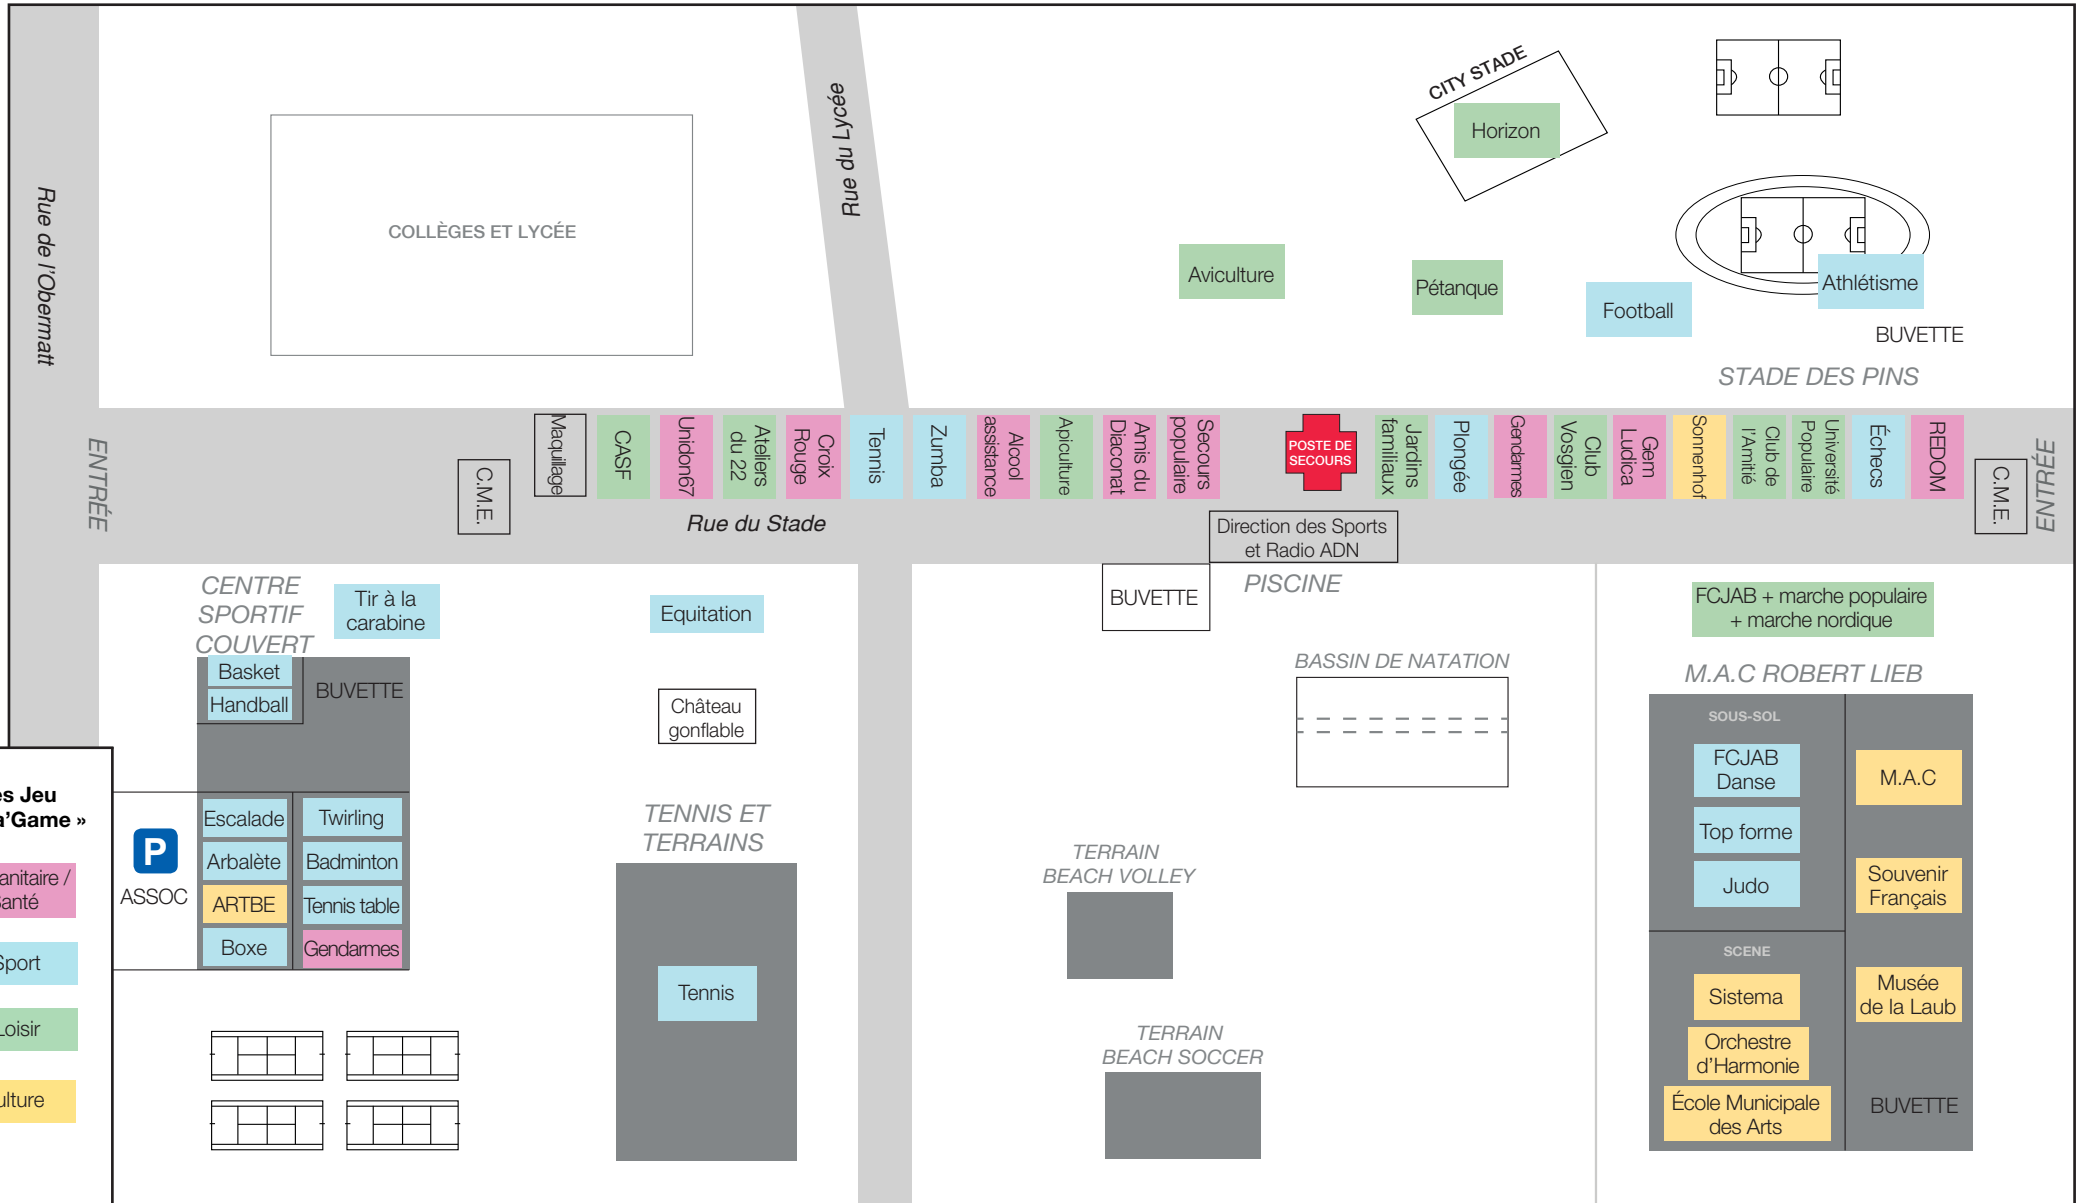 Rue de l'Obermatt
COLLÈGES ET LYCÉE
Rue du Lycée
CITY STADE
Horizon
Aviculture
Pétanque
Football
Athlétisme
BUVETTE
STADE DES PINS
ENTRÉE
C.M.E.
Maquillage
CASF
Unidon67
Ateliers
du 22
Croix
Rouge
Tennis
Zumba
Alcool
assistance
Apiculture
Amis du
Diaconat
Secours
populaire
POSTE DE
SECOURS
Jardins
familiaux
Plongée
Gendarmes
Club
Vosgien
Gem
Ludica
Sonnenhof
Club de
l'Amitié
Université
Populaire
Échecs
REDOM
C.M.E.
ENTRÉE
Rue du Stade
Direction des Sports
et Radio ADN
CENTRE
SPORTIF
COUVERT
Tir à la
carabine
Equitation
BUVETTE
PISCINE
FCJAB + marche populaire
+ marche nordique
Basket
Handball
BUVETTE
Château
gonflable
BASSIN DE NATATION
M.A.C ROBERT LIEB
SOUS-SOL
FCJAB
Danse
Top forme
Judo
M.A.C
Souvenir
Français
SCENE
Sistema
Orchestre
d'Harmonie
École Municipale
des Arts
Musée
de la Laub
BUVETTE
P
ASSOC
Escalade
Arbalète
ARTBE
Boxe
Twirling
Badminton
Tennis table
Gendarmes
TENNIS ET
TERRAINS
Tennis
TERRAIN
BEACH VOLLEY
TERRAIN
BEACH SOCCER
es Jeu
a'Game »
anitaire /
anté
Sport
Loisir
ulture